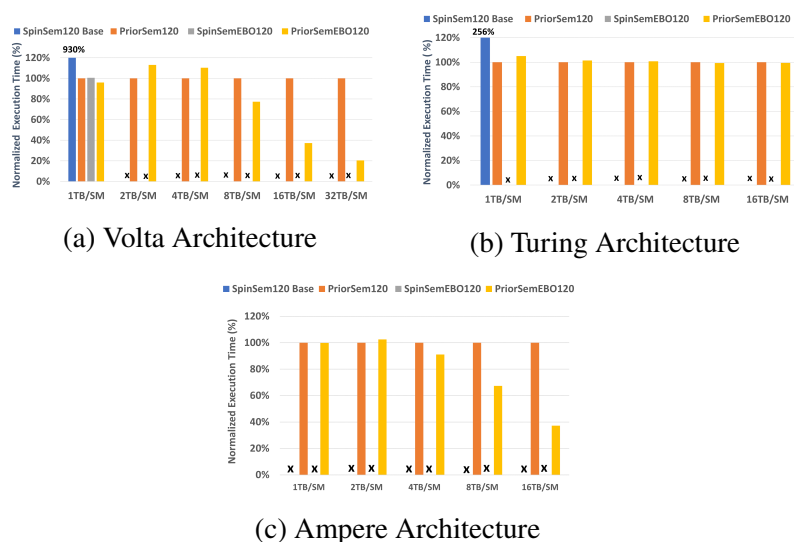 SpinSem120 Base PriorSem120 SpinSemEBO120 PriorSemEBO120
930%
Normalized Execution Time (%)
120%
100%
80%
60%
40%
20%
0%
x x x x x x x x x x
1TB/SM 2TB/SM 4TB/SM 8TB/SM 16TB/SM 32TB/SM
(a) Volta Architecture
SpinSem120 Base PriorSem120 SpinSemEBO120 PriorSemEBO120
256%
Normalized Execution Time (%)
120%
100%
80%
60%
40%
20%
0%
x x x x x x x x x
1TB/SM 2TB/SM 4TB/SM 8TB/SM 16TB/SM
(b) Turing Architecture
SpinSem120 Base PriorSem120 SpinSemEBO120 PriorSemEBO120
Normalized Execution Time (%)
120%
100%
80%
60%
40%
20%
0%
x x x x x x x x x x
1TB/SM 2TB/SM 4TB/SM 8TB/SM 16TB/SM
(c) Ampere Architecture